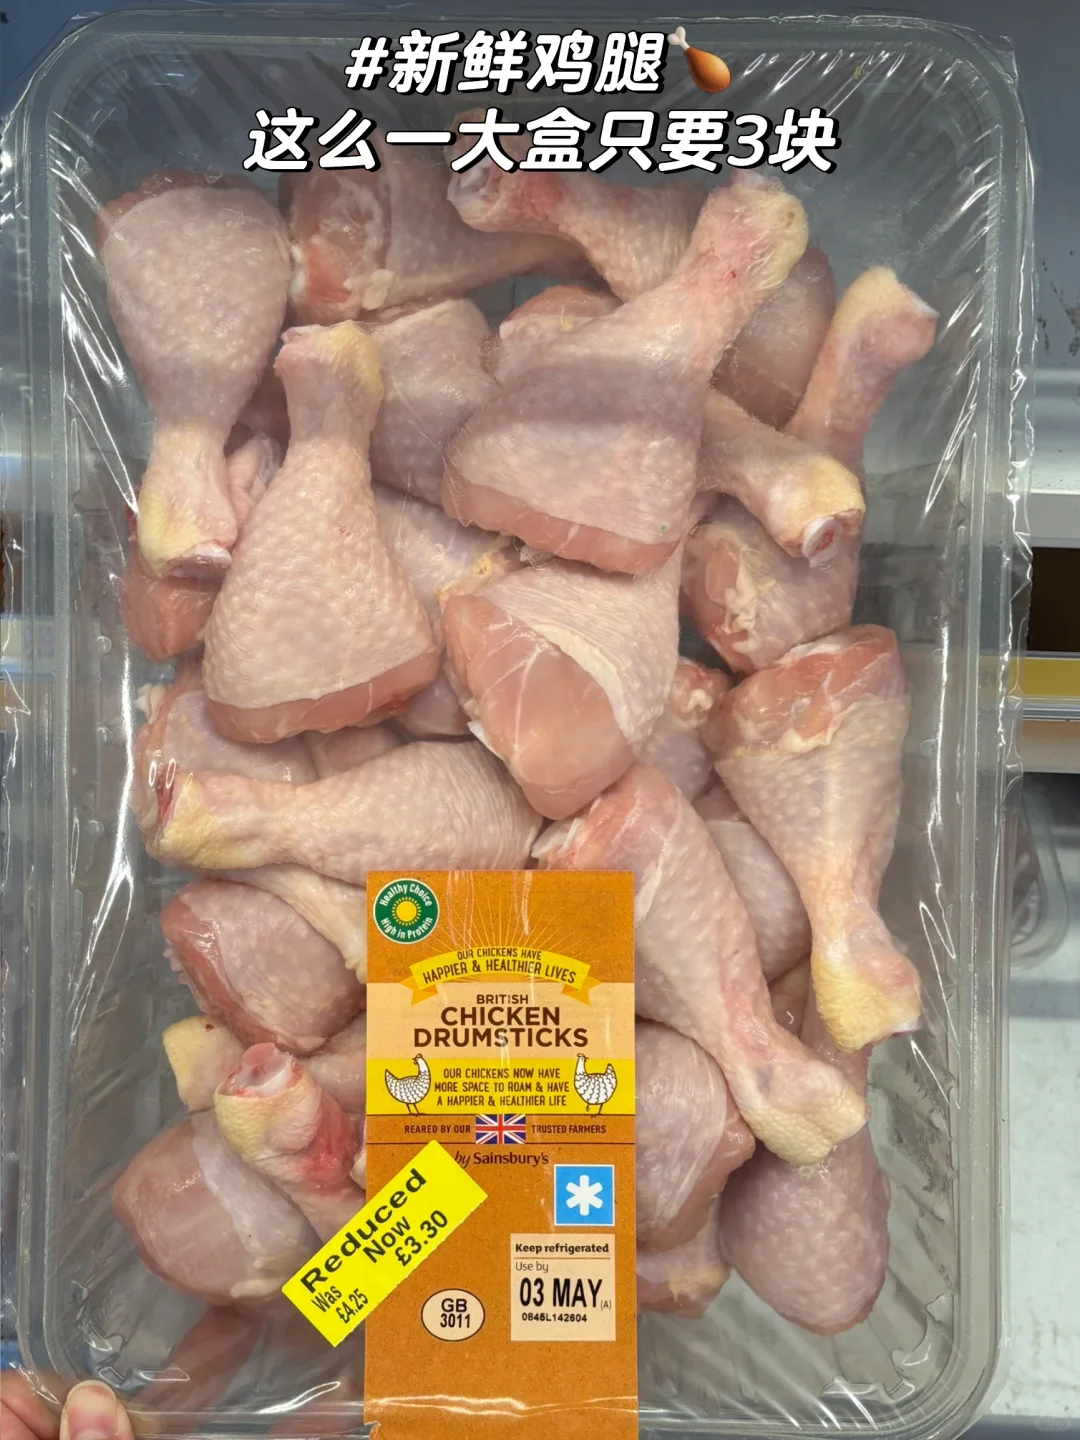 #新鲜鸡腿
这么一大盒只要3块
Healthy Choice
High in Protein
OUR CHICKENS HAVE
HAPPIER & HEALTHIER LIVES
BRITISH
CHICKEN
DRUMSTICKS
OUR CHICKENS NOW HAVE
MORE SPACE TO ROAM & HAVE
A HAPPIER & HEALTHIER LIFE
REARED BY OUR TRUSTED FARMERS
by Sainsbury's
Reduced
Now
£3.30
Was
£4.25
Keep refrigerated
Use by
03 MAY (A)
0845L142604
GB
3011